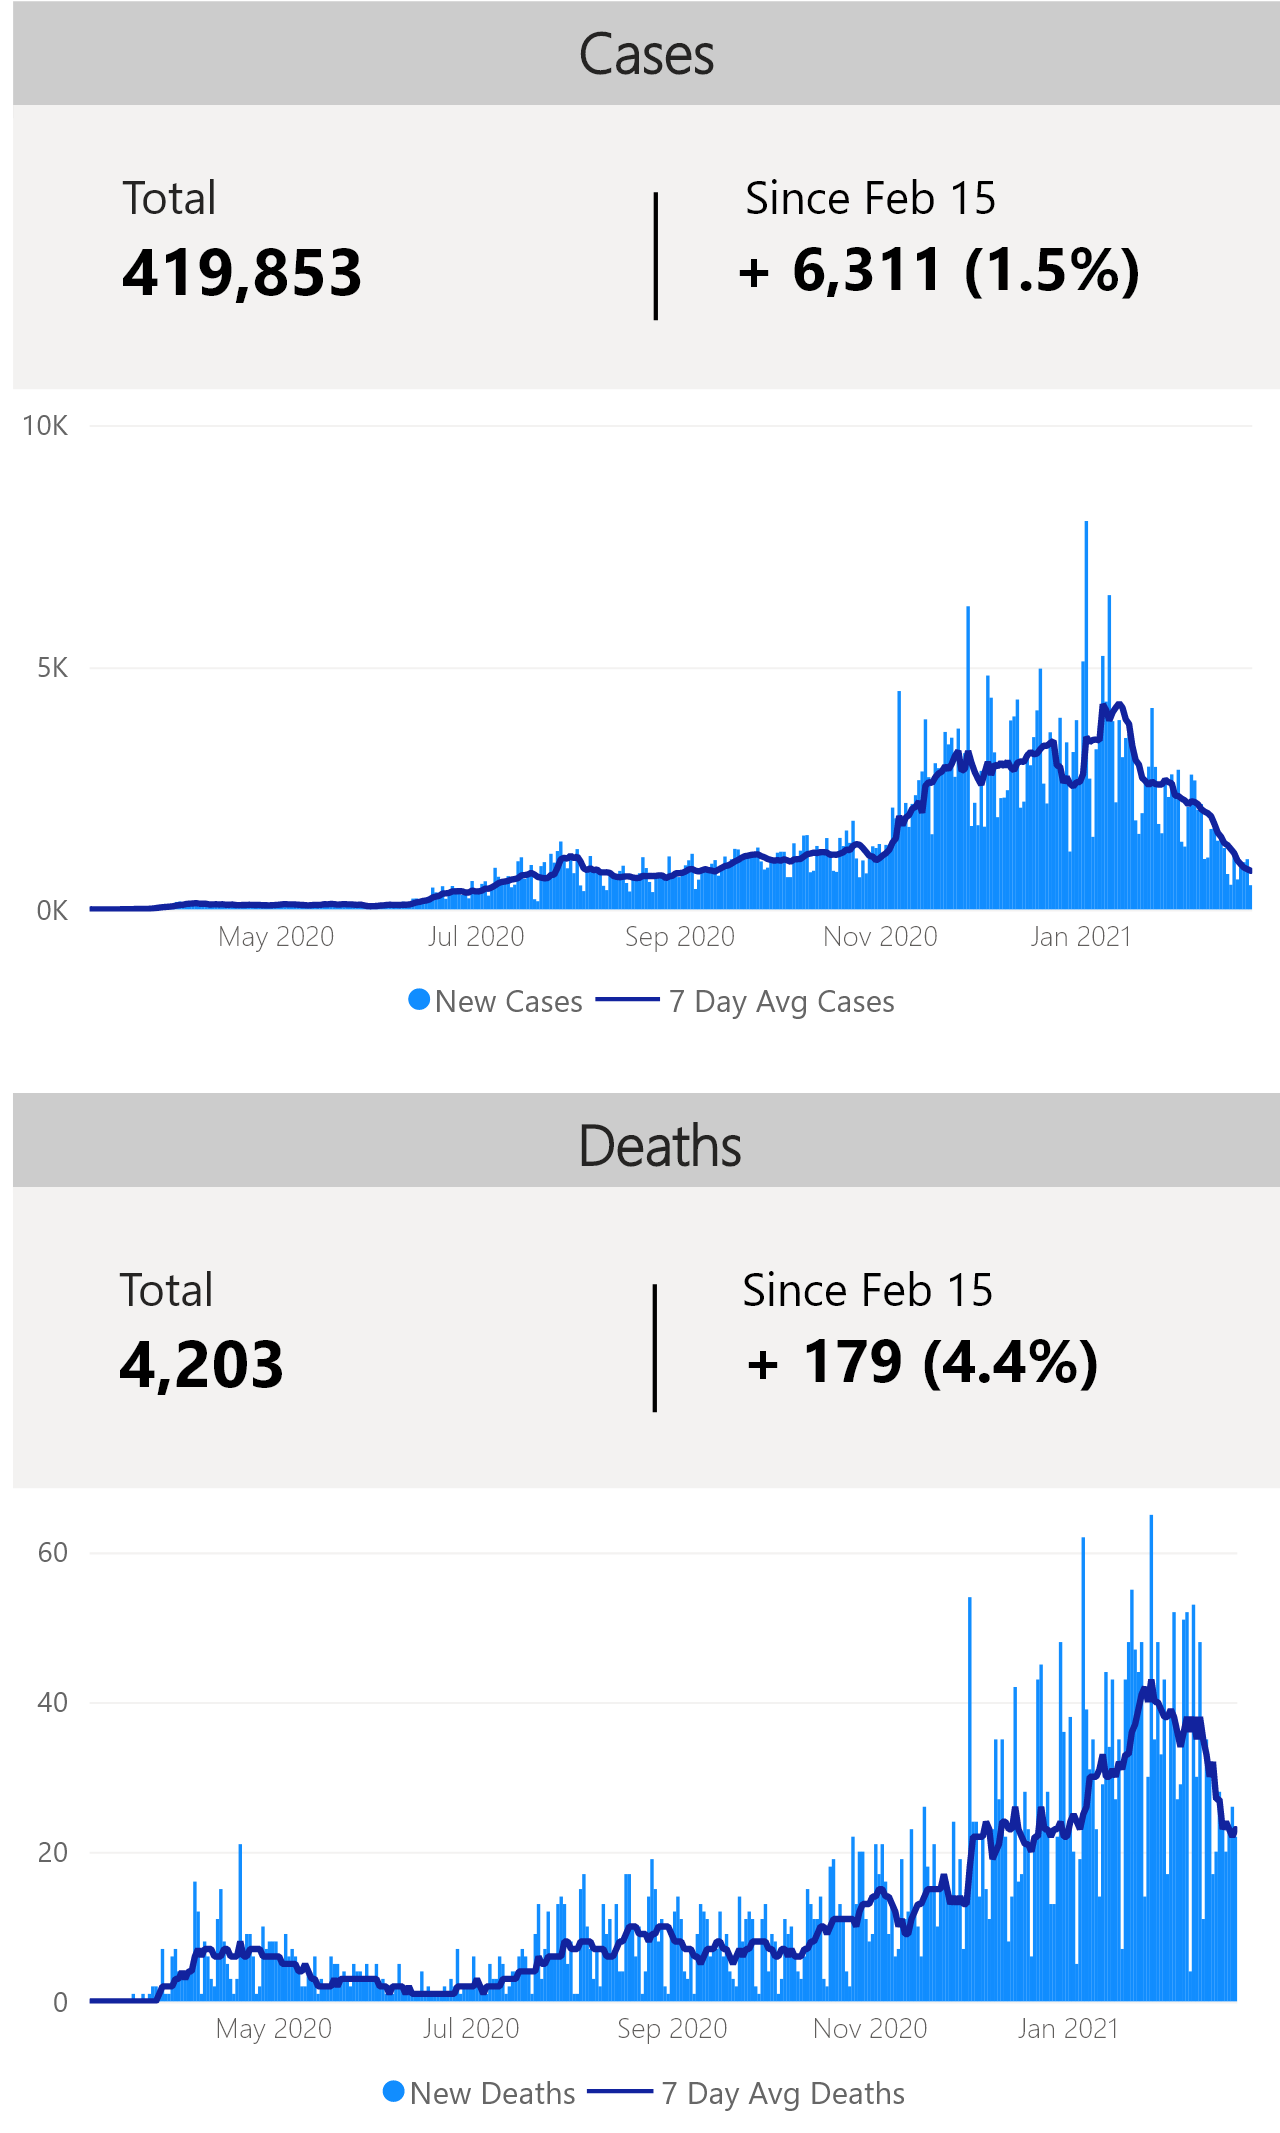 Cases
Total
Since Feb 15
419,853
+ 6,311 (1.5%)
10K
5K
0K
May 2020
Jul 2020
Sep 2020
Nov 2020
Jan 2021
New Cases
7 Day Avg Cases
Deaths
Total
Since Feb 15
4,203
+ 179 (4.4%)
60
40
20
0
May 2020
Jul 2020
Sep 2020
Nov 2020
Jan 2021
New Deaths
7 Day Avg Deaths